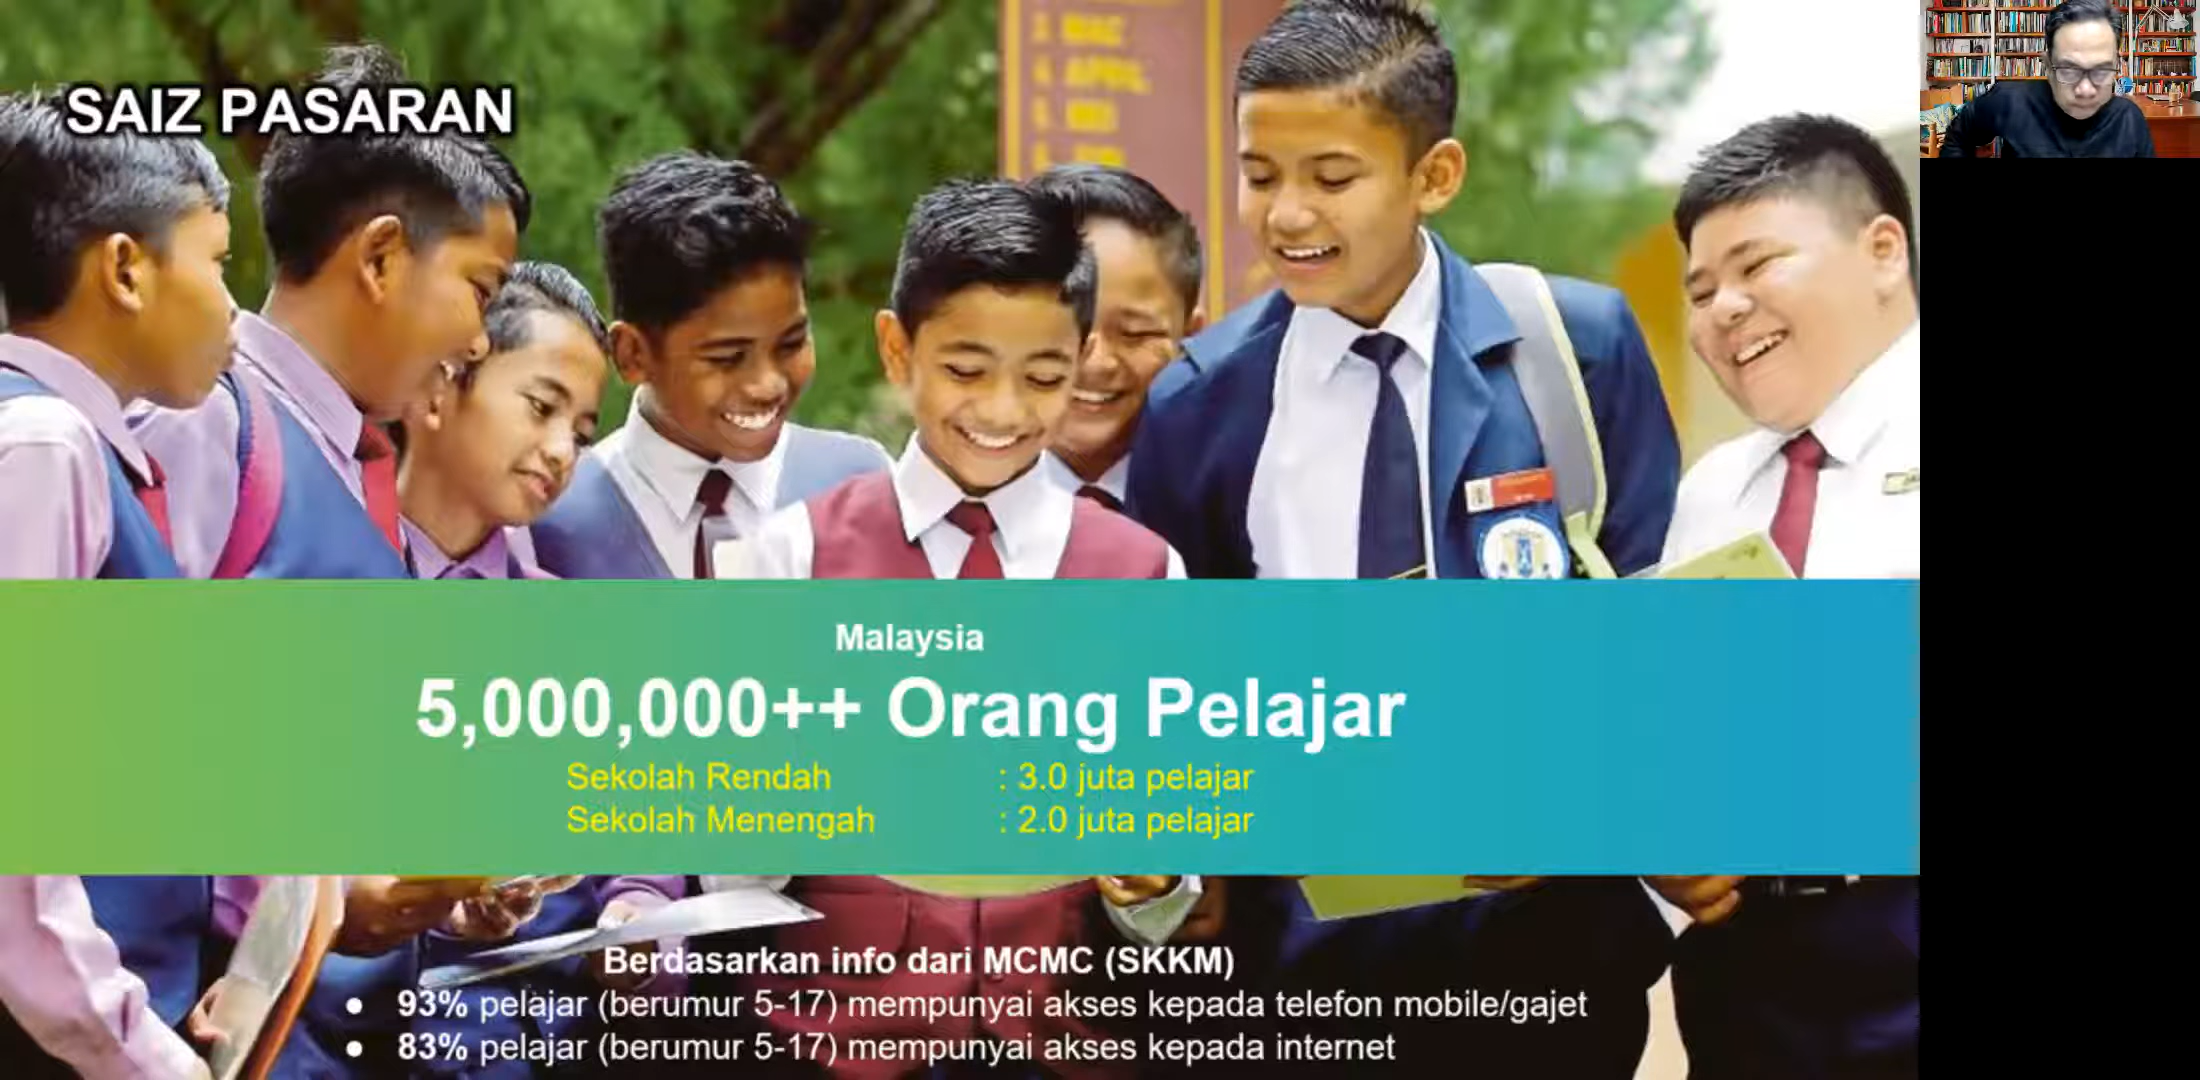 SAIZ PASARAN
Malaysia
5,000,000++ Orang Pelajar
Sekolah Rendah : 3.0 juta pelajar
Sekolah Menengah : 2.0 juta pelajar
Berdasarkan info dari MCMC (SKKM)
● 93% pelajar (berumur 5-17) mempunyai akses kepada telefon mobile/gajet
● 83% pelajar (berumur 5-17) mempunyai akses kepada internet